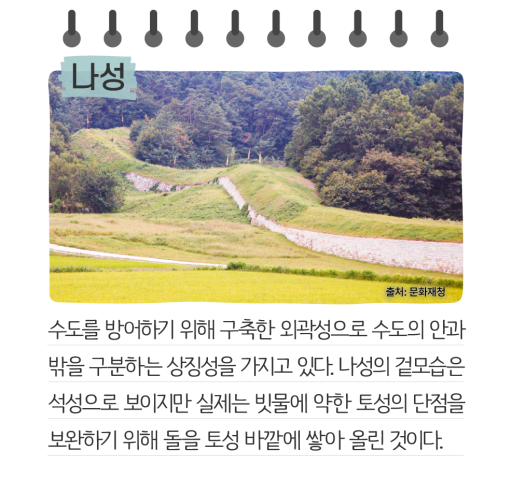 나성
출처: 문화재청
수도를 방어하기 위해 구축한 외곽성으로 수도의 안과
밖을 구분하는 상징성을 가지고 있다. 나성의 겉모습은
석성으로 보이지만 실제는 빗물에 약한 토성의 단점을
보완하기 위해 돌을 토성 바깥에 쌓아 올린 것이다.